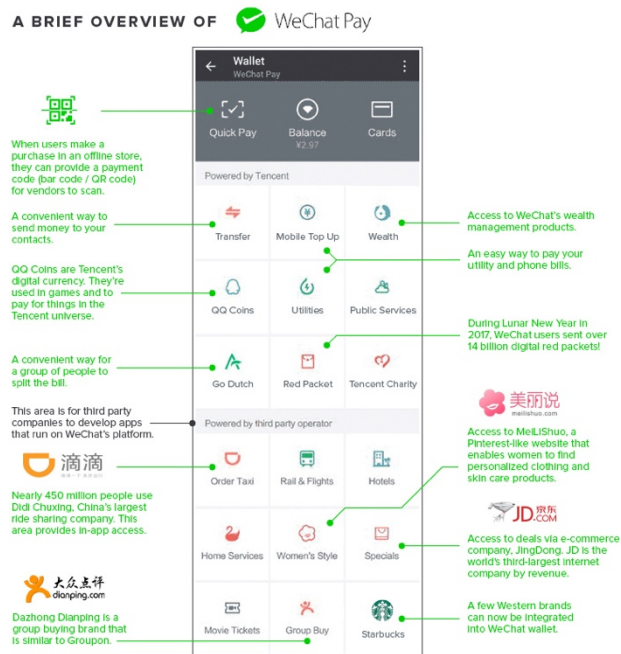 A BRIEF OVERVIEW OF WeChat Pay
Wallet
WeChat Pay
Quick Pay
Balance
¥2.97
Cards
When users make a
purchase in an offline store,
they can provide a payment
code (bar code / QR code)
for vendors to scan.
Powered by Tencent
A convenient way to
send money to your
contacts.
Transfer
Mobile Top Up
Wealth
Access to WeChat's wealth
management products.
An easy way to pay your
utility and phone bills.
QQ Coins are Tencent's
digital currency. They're
used in games and to
pay for things in the
Tencent universe.
QQ Coins
Utilities
Public Services
During Lunar New Year in
2017, WeChat users sent over
14 billion digital red packets!
A convenient way for
a group of people to
split the bill.
Go Dutch
Red Packet
Tencent Charity
美丽说
meilishuo.com
This area is for third party
companies to develop apps
that run on WeChat's platform.
Powered by third party operator
Access to MeiLiShuo, a
Pinterest-like website that
enables women to find
personalized clothing and
skin care products.
滴滴
Order Taxi
Rail & Flights
Hotels
Nearly 450 million people use
Didi Chuxing, China's largest
ride sharing company. This
area provides in-app access.
JD京东
.COM
Home Services
Women's Style
Specials
Access to deals via e-commerce
company, JingDong. JD is the
world's third-largest internet
company by revenue.
大众点评
dianping.com
Movie Tickets
Group Buy
Starbucks
A few Western brands
can now be integrated
into WeChat wallet.
Dazhong Dianping is a
group buying brand that
is similar to Groupon.